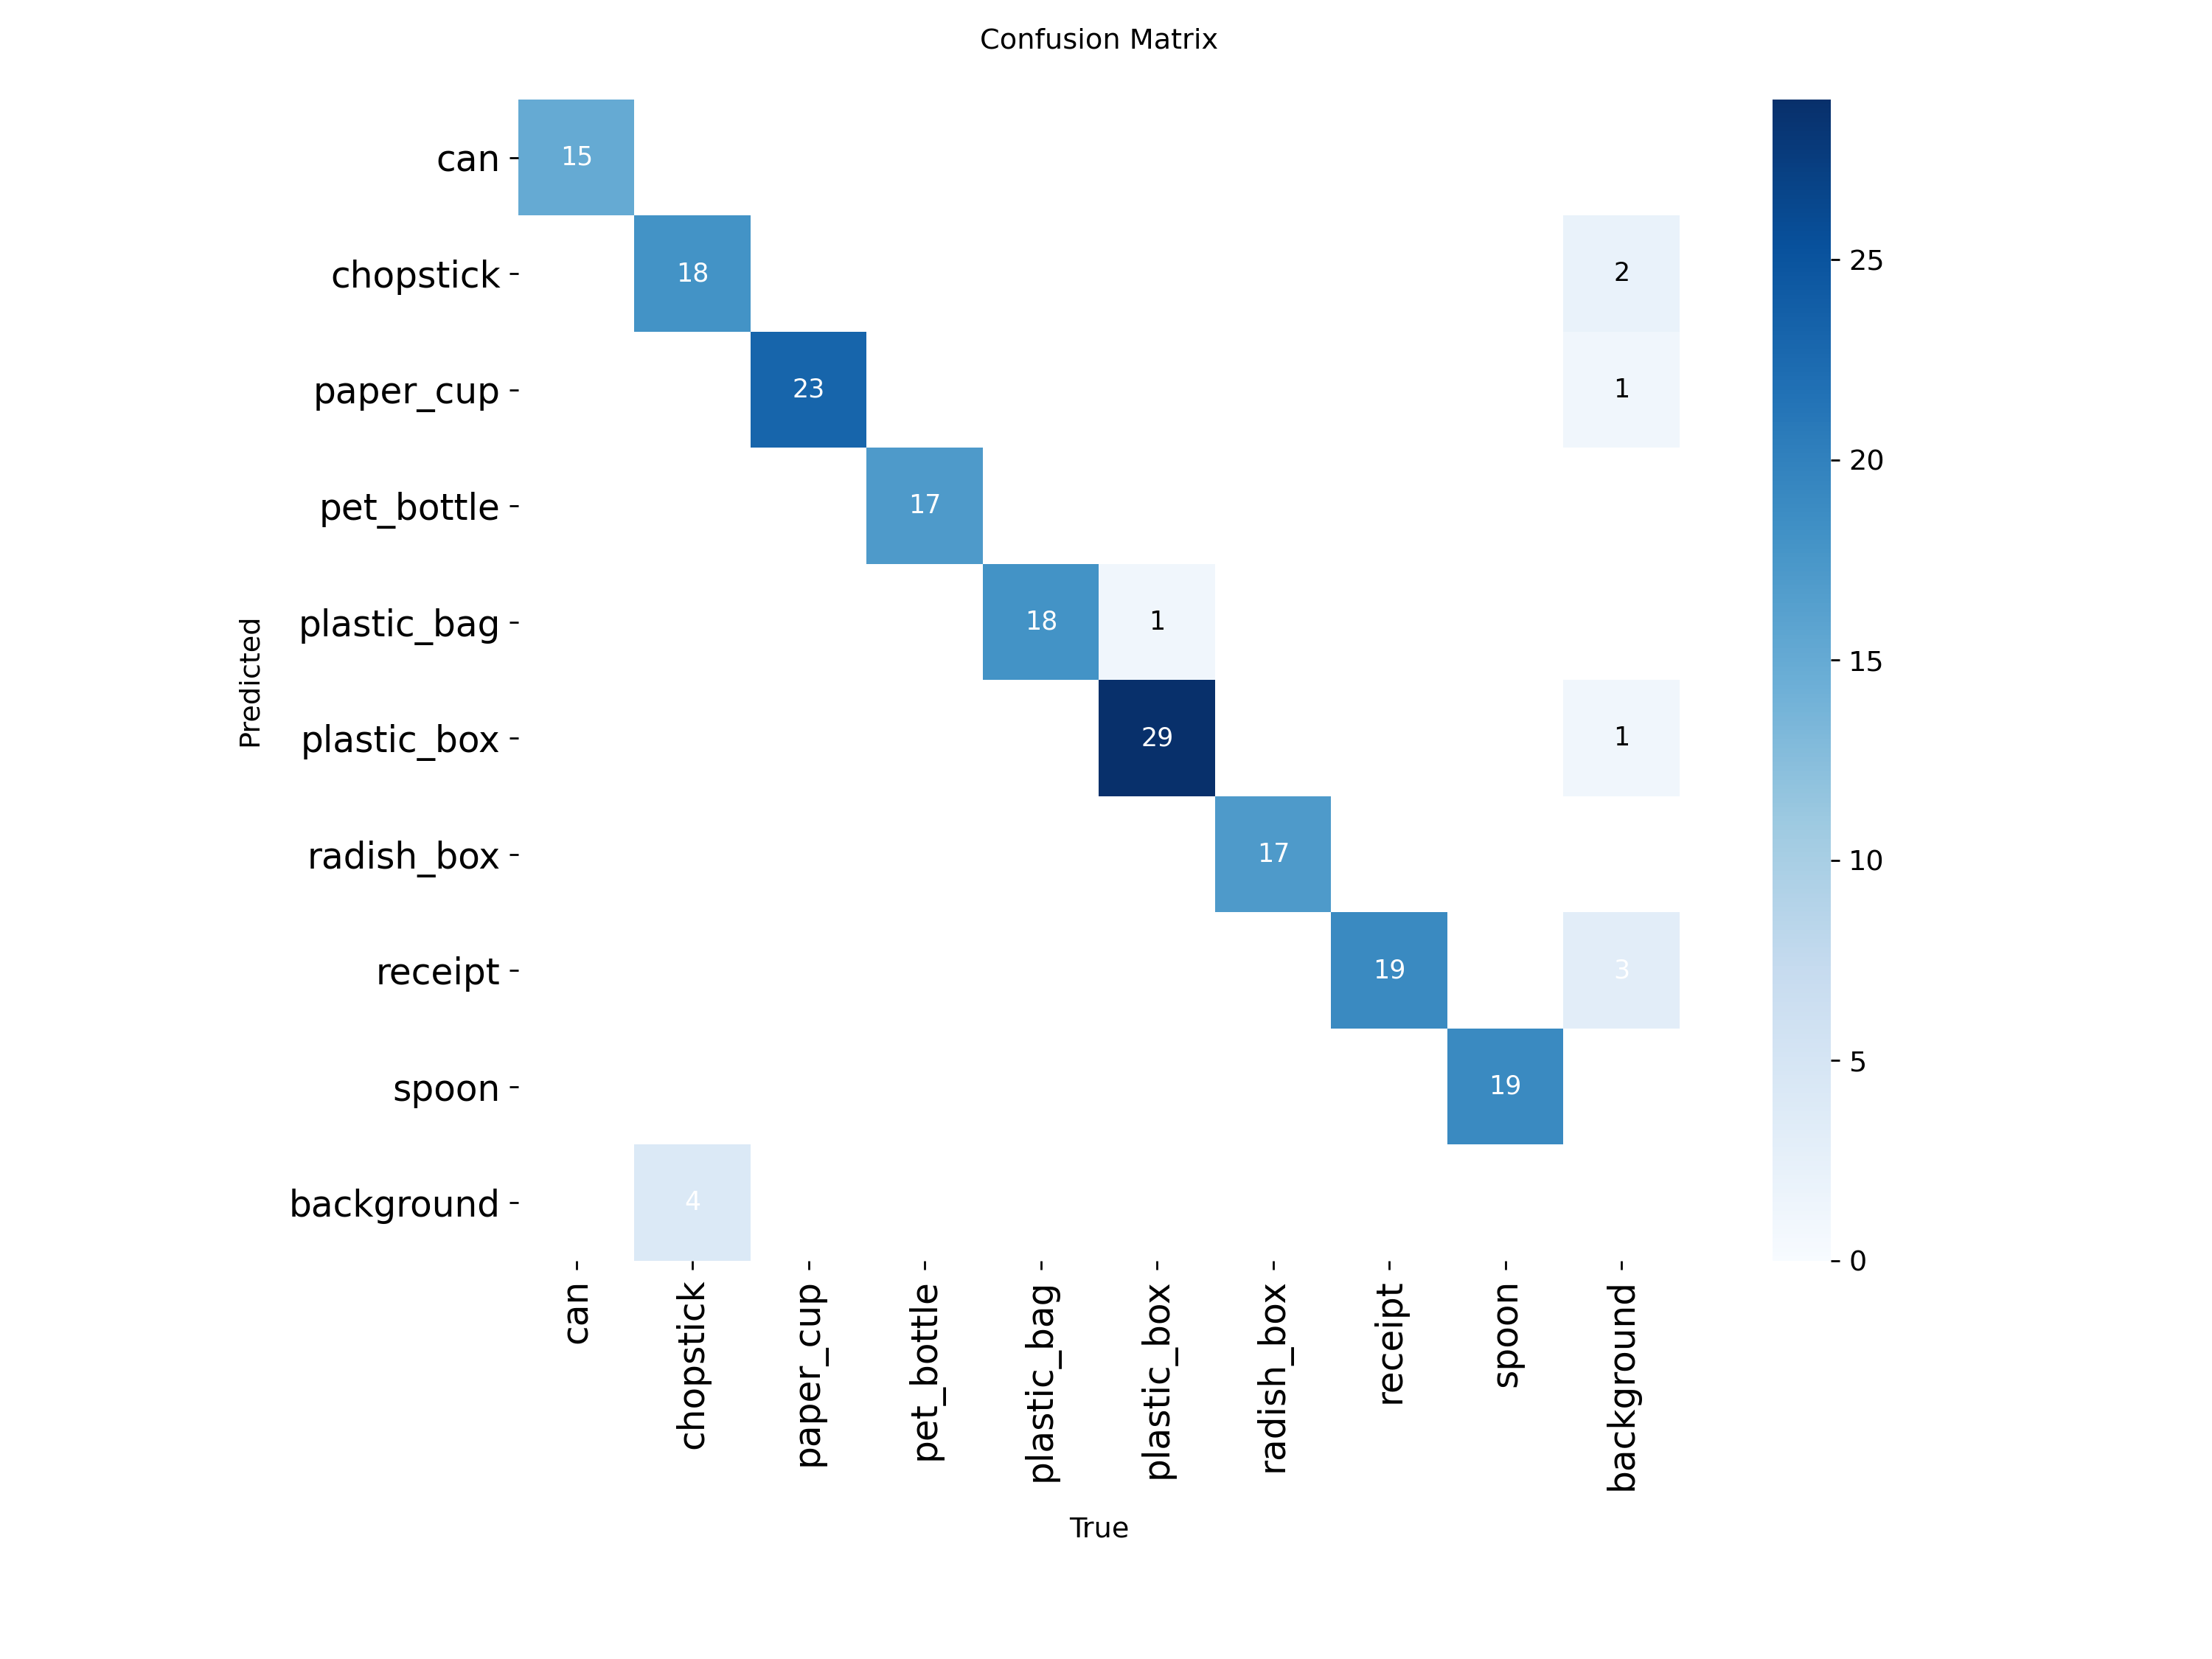 Confusion Matrix
can
15
chopstick
18
2
25
paper_cup
23
1
20
pet_bottle
17
plastic_bag
18
1
15
Predicted
plastic_box
29
1
radish_box
17
10
receipt
19
3
spoon
19
5
background
4
0
can
chopstick
paper_cup
pet_bottle
plastic_bag
plastic_box
radish_box
receipt
spoon
background
True